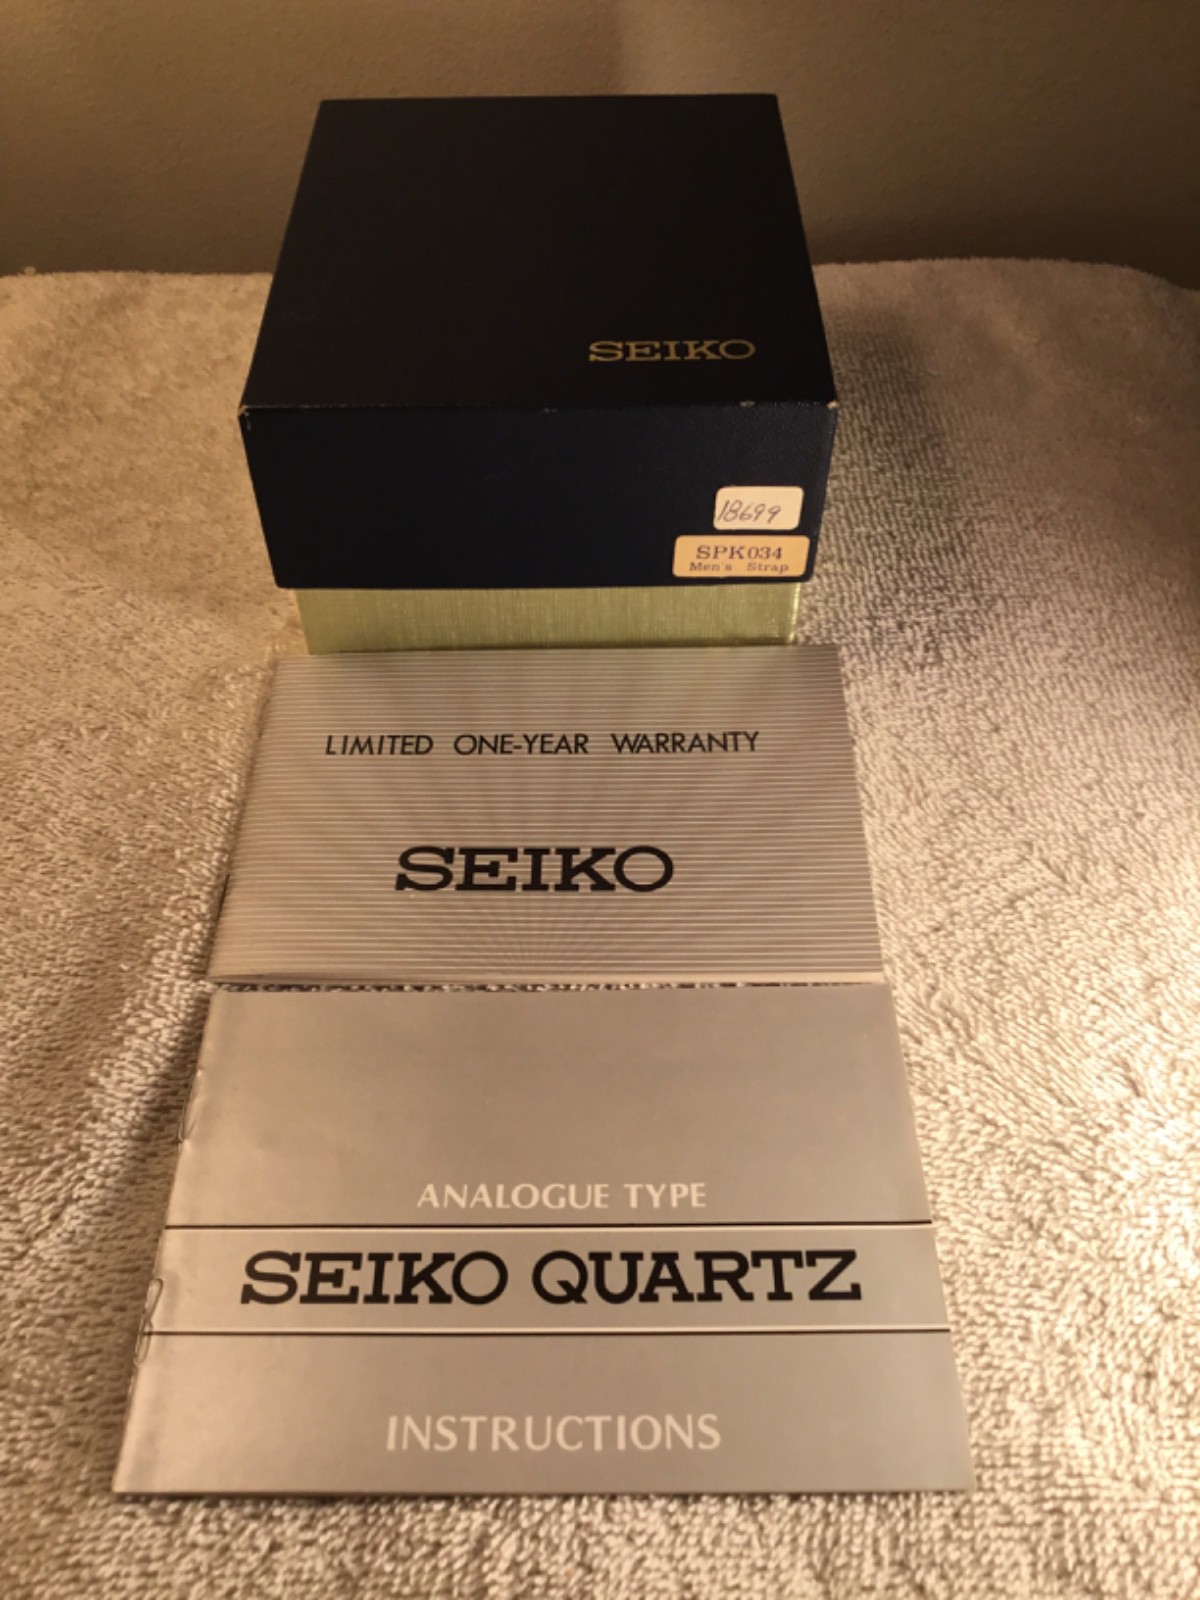 SEIKO
18699
SPK034
Men's Strap
LIMITED ONE-YEAR WARRANTY
SEIKO
ANALOGUE TYPE
SEIKO QUARTZ
INSTRUCTIONS